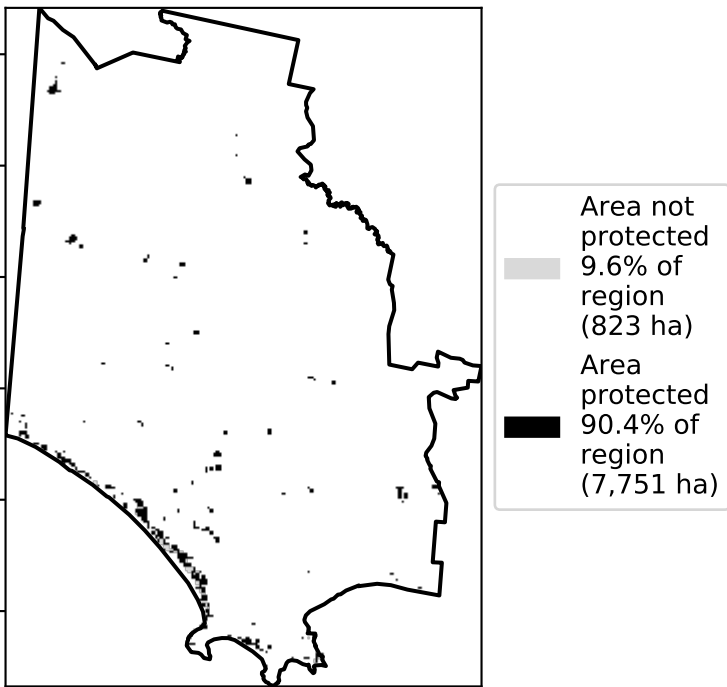 Area not
protected
9.6% of
region
(823 ha)
Area
protected
90.4% of
region
(7,751 ha)